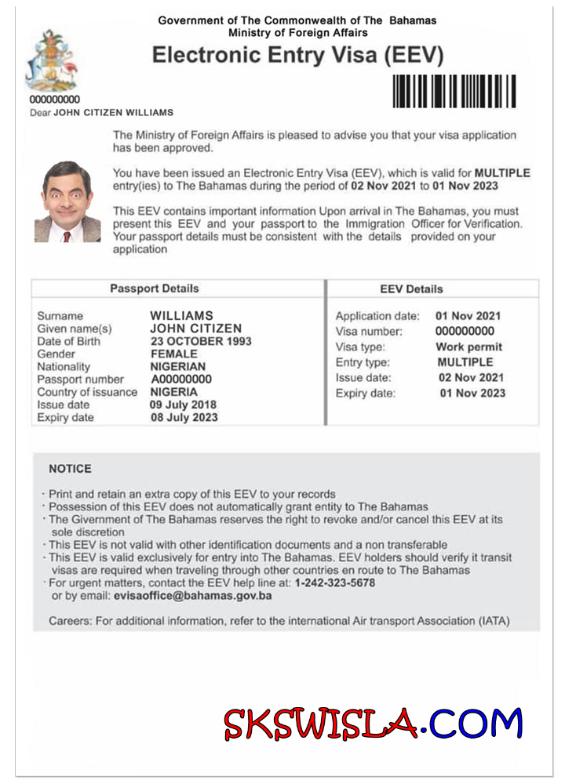 Government of The Commonwealth of The Bahamas
Ministry of Foreign Affairs
Electronic Entry Visa (EEV)
000000000
Dear JOHN CITIZEN WILLIAMS
The Ministry of Foreign Affairs is pleased to advise you that your visa application
has been approved.
You have been issued an Electronic Entry Visa (EEV), which is valid for MULTIPLE
entry(ies) to The Bahamas during the period of 02 Nov 2021 to 01 Nov 2023
This EEV contains important information Upon arrival in The Bahamas, you must
present this EEV and your passport to the Immigration Officer for Verification.
Your passport details must be consistent with the details provided on your
application
Passport Details
Surname WILLIAMS
Given name(s) JOHN CITIZEN
Date of Birth 23 OCTOBER 1993
Gender FEMALE
Nationality NIGERIAN
Passport number A00000000
Country of issuance NIGERIA
Issue date 09 July 2018
Expiry date 08 July 2023
EEV Details
Application date: 01 Nov 2021
Visa number: 000000000
Visa type: Work permit
Entry type: MULTIPLE
Issue date: 02 Nov 2021
Expiry date: 01 Nov 2023
NOTICE
· Print and retain an extra copy of this EEV to your records
· Possession of this EEV does not automatically grant entity to The Bahamas
· The Givernment of The Bahamas reserves the right to revoke and/or cancel this EEV at its
sole discretion
· This EEV is not valid with other identification documents and a non transferable
· This EEV is valid exclusively for entry into The Bahamas. EEV holders should verify it transit
visas are required when traveling through other countries en route to The Bahamas
· For urgent matters, contact the EEV help line at: 1-242-323-5678
or by email: evisaoffice@bahamas.gov.ba
Careers: For additional information, refer to the international Air transport Association (IATA)
SKSWISLA.COM